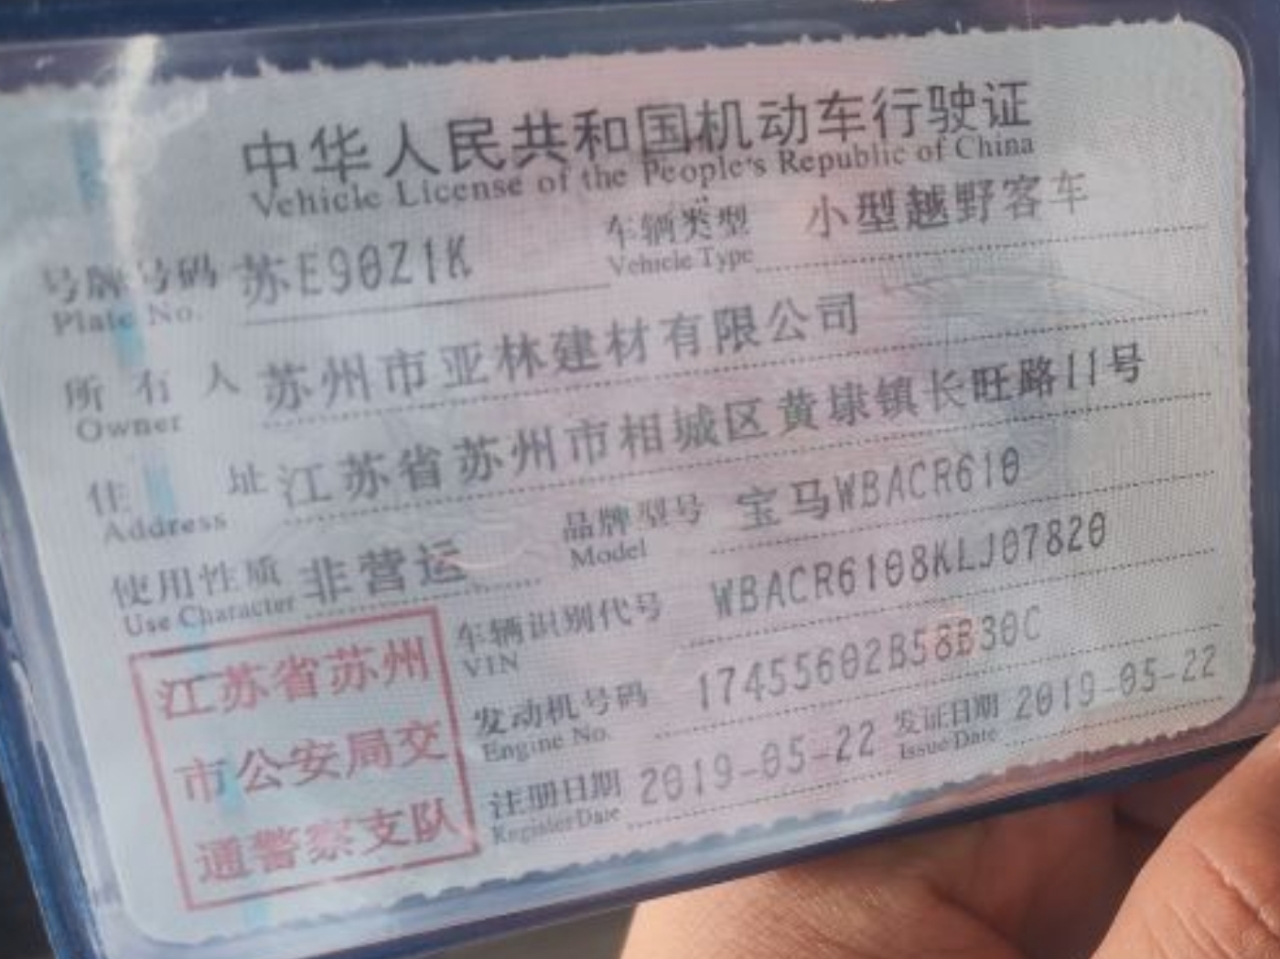 中华人民共和国机动车行驶证
Vehicle License of the People's Republic of China
号牌号码 苏E90Z1K 车辆类型 小型越野客车
Plate No. Vehicle Type
所有人 苏州市亚林建材有限公司
Owner
住址 江苏省苏州市相城区黄埭镇长旺路11号
Address
使用性质 非营运 品牌型号 宝马WBACR610
Use Character Model
车辆识别代号 WBACR6108KLJ07820
VIN
发动机号码 17455602B58B30C
Engine No.
注册日期 2019-05-22 发证日期 2019-05-22
Register Date Issue Date
江苏省苏州
市公安局交
通警察支队